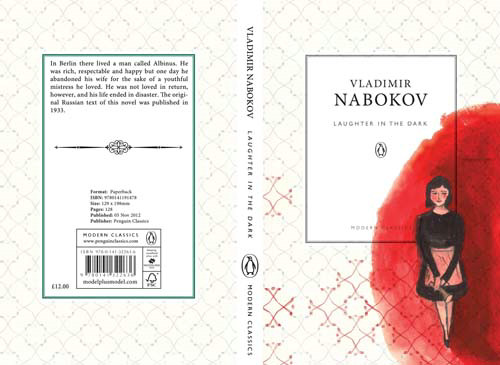 In Berlin there lived a man called Albinus. He
was rich, respectable and happy but one day he
abandoned his wife for the sake of a youthful
mistress he loved. He was not loved in return,
however, and his life ended in disaster. The origi-
nal Russian text of this novel was published in
1933.
Format: Paperback
ISBN: 9780141191478
Size: 129 x 198mm
Pages: 128
Published: 05 Nov 2012
Publisher: Penguin Classics
MODERN CLASSICS
www.penguinclassics.com
£12.00
modelplusmodel.com
FSC
VLADIMIR NABOKOV
LAUGHTER IN THE DARK
MODERN CLASSICS
VLADIMIR
NABOKOV
LAUGHTER IN THE DARK
MODERN CLASSICS